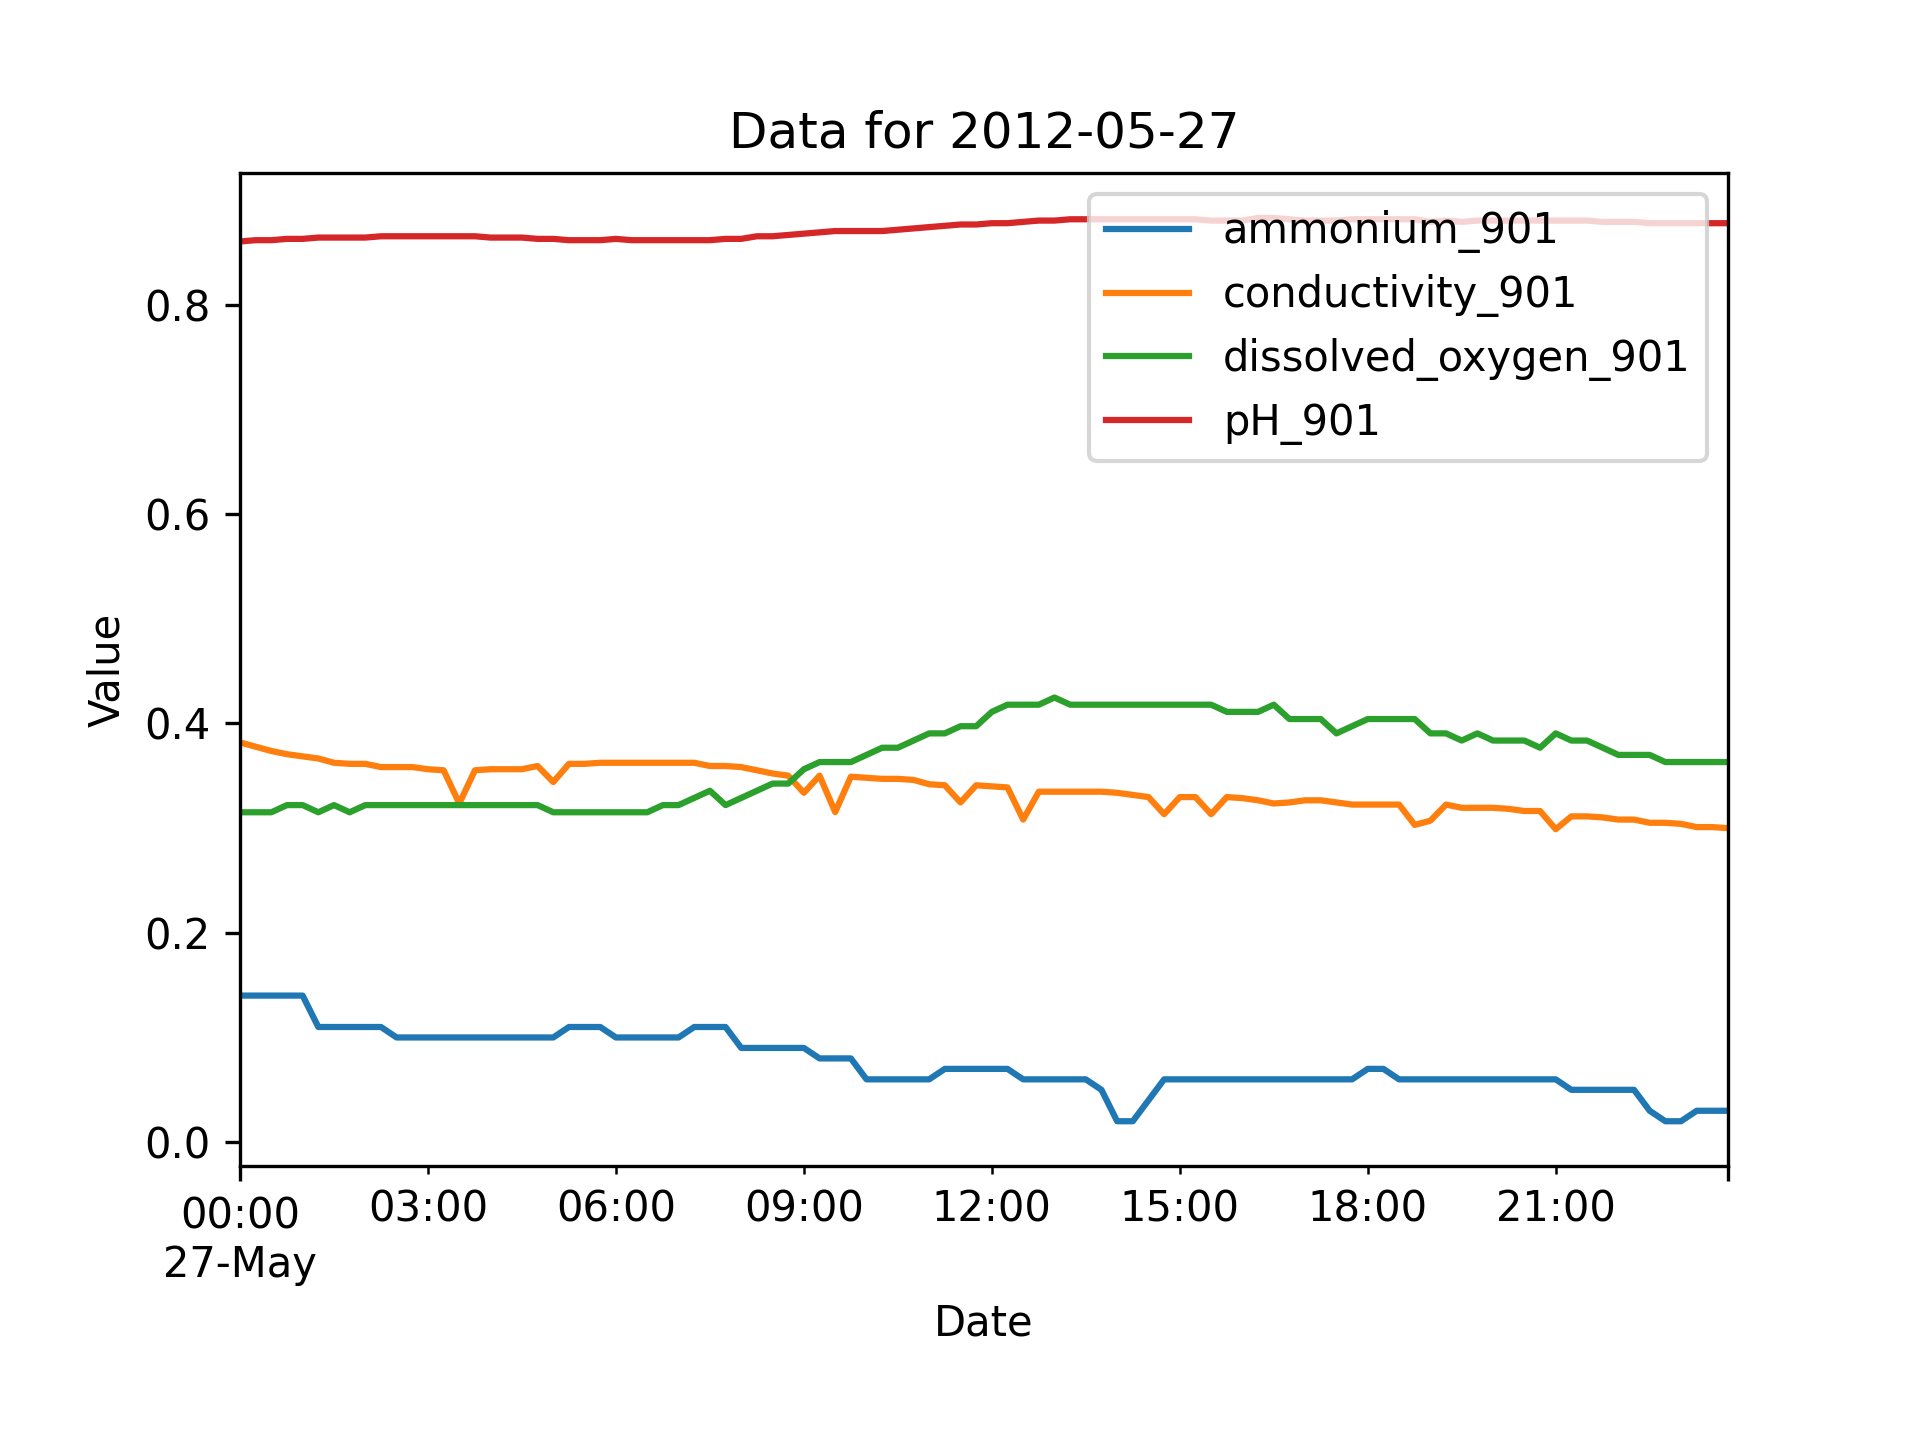 Data for 2012-05-27
ammonium_901
conductivity_901
dissolved_oxygen_901
pH_901
Value
0.8
0.6
0.4
0.2
0.0
00:00 03:00 06:00 09:00 12:00 15:00 18:00 21:00
27-May
Date